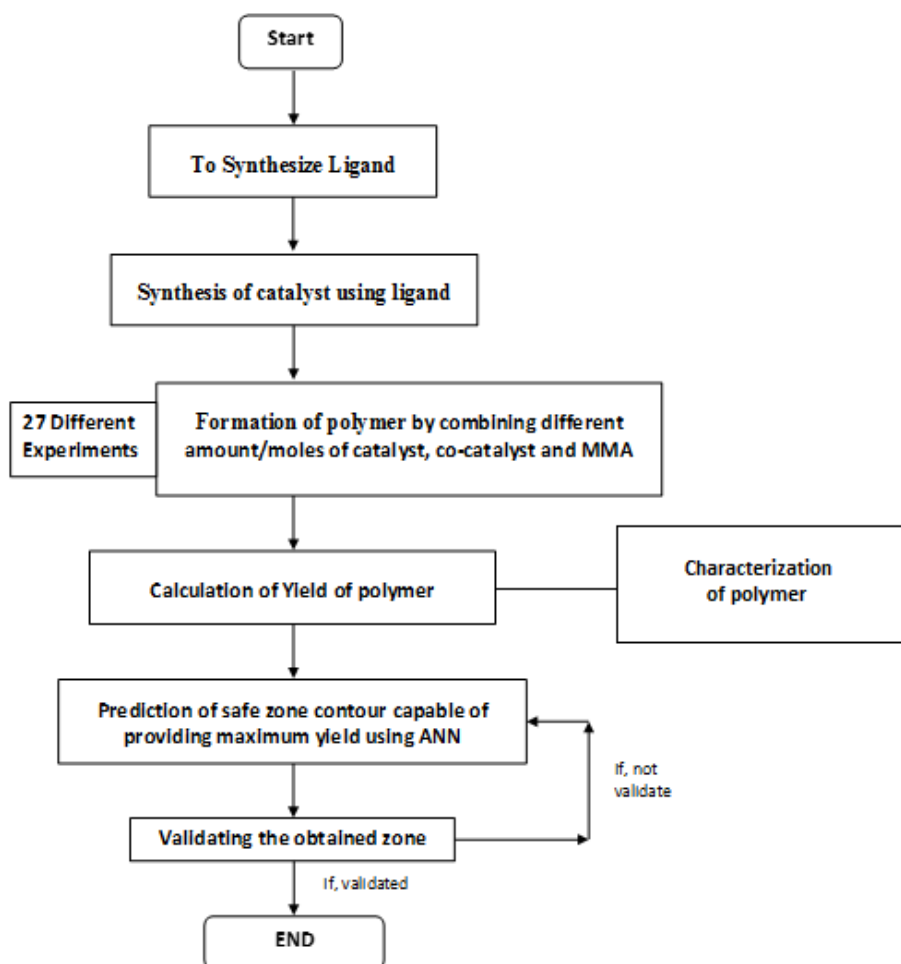 Start
To Synthesize Ligand
Synthesis of catalyst using ligand
27 Different
Experiments
Formation of polymer by combining different
amount/moles of catalyst, co-catalyst and MMA
Calculation of Yield of polymer
Characterization
of polymer
Prediction of safe zone contour capable of
providing maximum yield using ANN
If, not
validate
Validating the obtained zone
If, validated
END